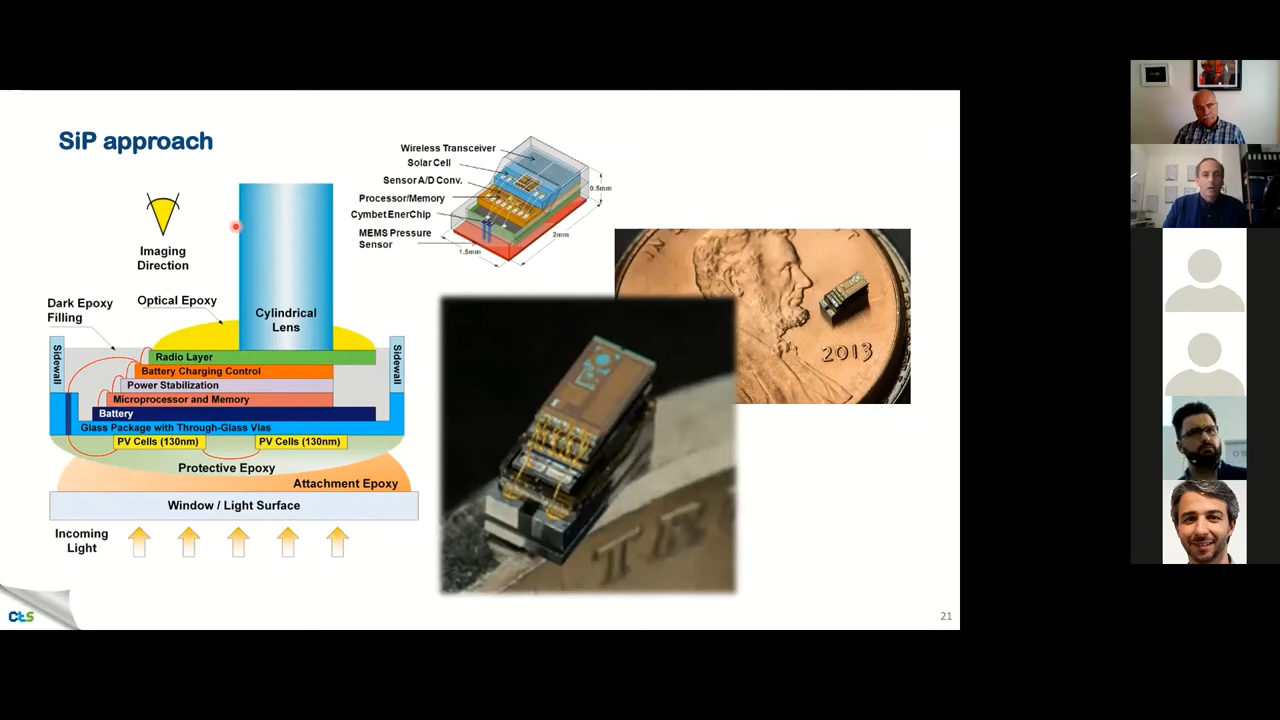 SiP approach
Imaging
Direction
Dark Epoxy
Filling
Optical Epoxy
Cylindrical
Lens
Sidewall
Sidewall
Radio Layer
Battery Charging Control
Power Stabilization
Microprocessor and Memory
Battery
Glass Package with Through-Glass Vias
PV Cells (130nm)
PV Cells (130nm)
Protective Epoxy
Attachment Epoxy
Window / Light Surface
Incoming
Light
Wireless Transceiver
Solar Cell
Sensor A/D Conv.
Processor/Memory
Cymbet EnerChip
MEMS Pressure
Sensor
0.5mm
2mm
1.5mm
IN
T
2013
TR
cts
21